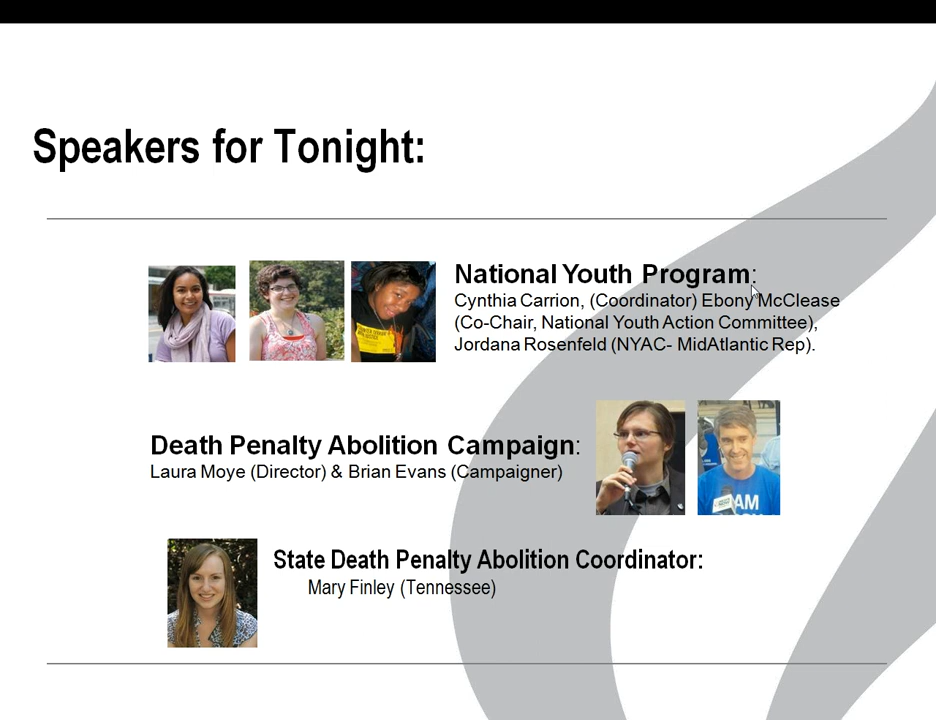 Speakers for Tonight:
National Youth Program:
Cynthia Carrion, (Coordinator) Ebony McClease
(Co-Chair, National Youth Action Committee),
Jordana Rosenfeld (NYAC- MidAtlantic Rep).
Death Penalty Abolition Campaign:
Laura Moye (Director) & Brian Evans (Campaigner)
AM
State Death Penalty Abolition Coordinator:
Mary Finley (Tennessee)